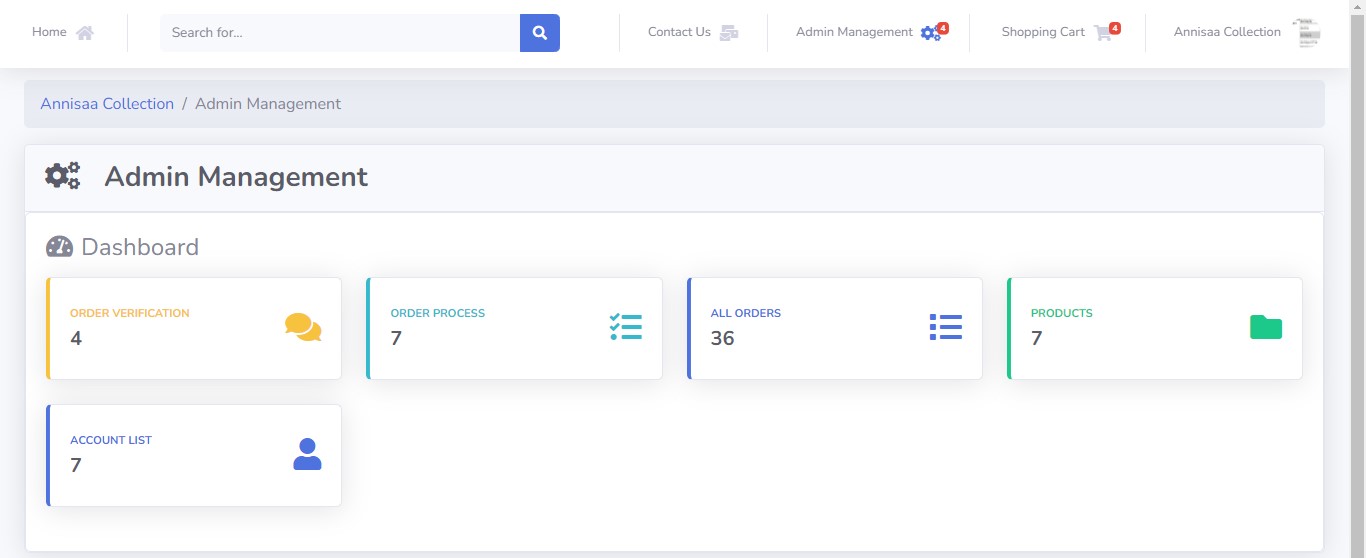 Home
Search for...
Contact Us
Admin Management 4
Shopping Cart 4
Annisaa Collection
Annisaa Collection / Admin Management
Admin Management
Dashboard
ORDER VERIFICATION
4
ORDER PROCESS
7
ALL ORDERS
36
PRODUCTS
7
ACCOUNT LIST
7